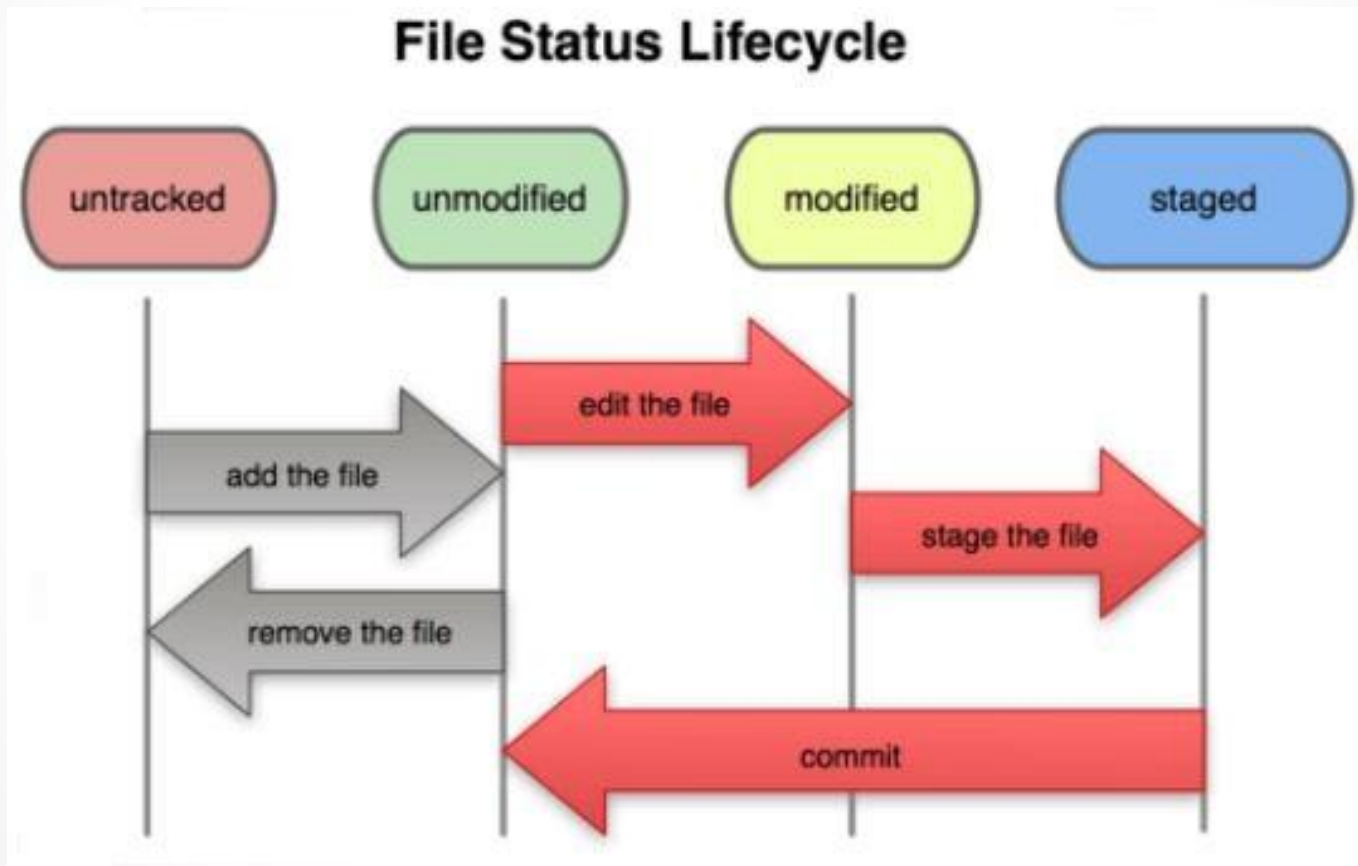 File Status Lifecycle
untracked
unmodified
modified
staged
edit the file
add the file
stage the file
remove the file
commit